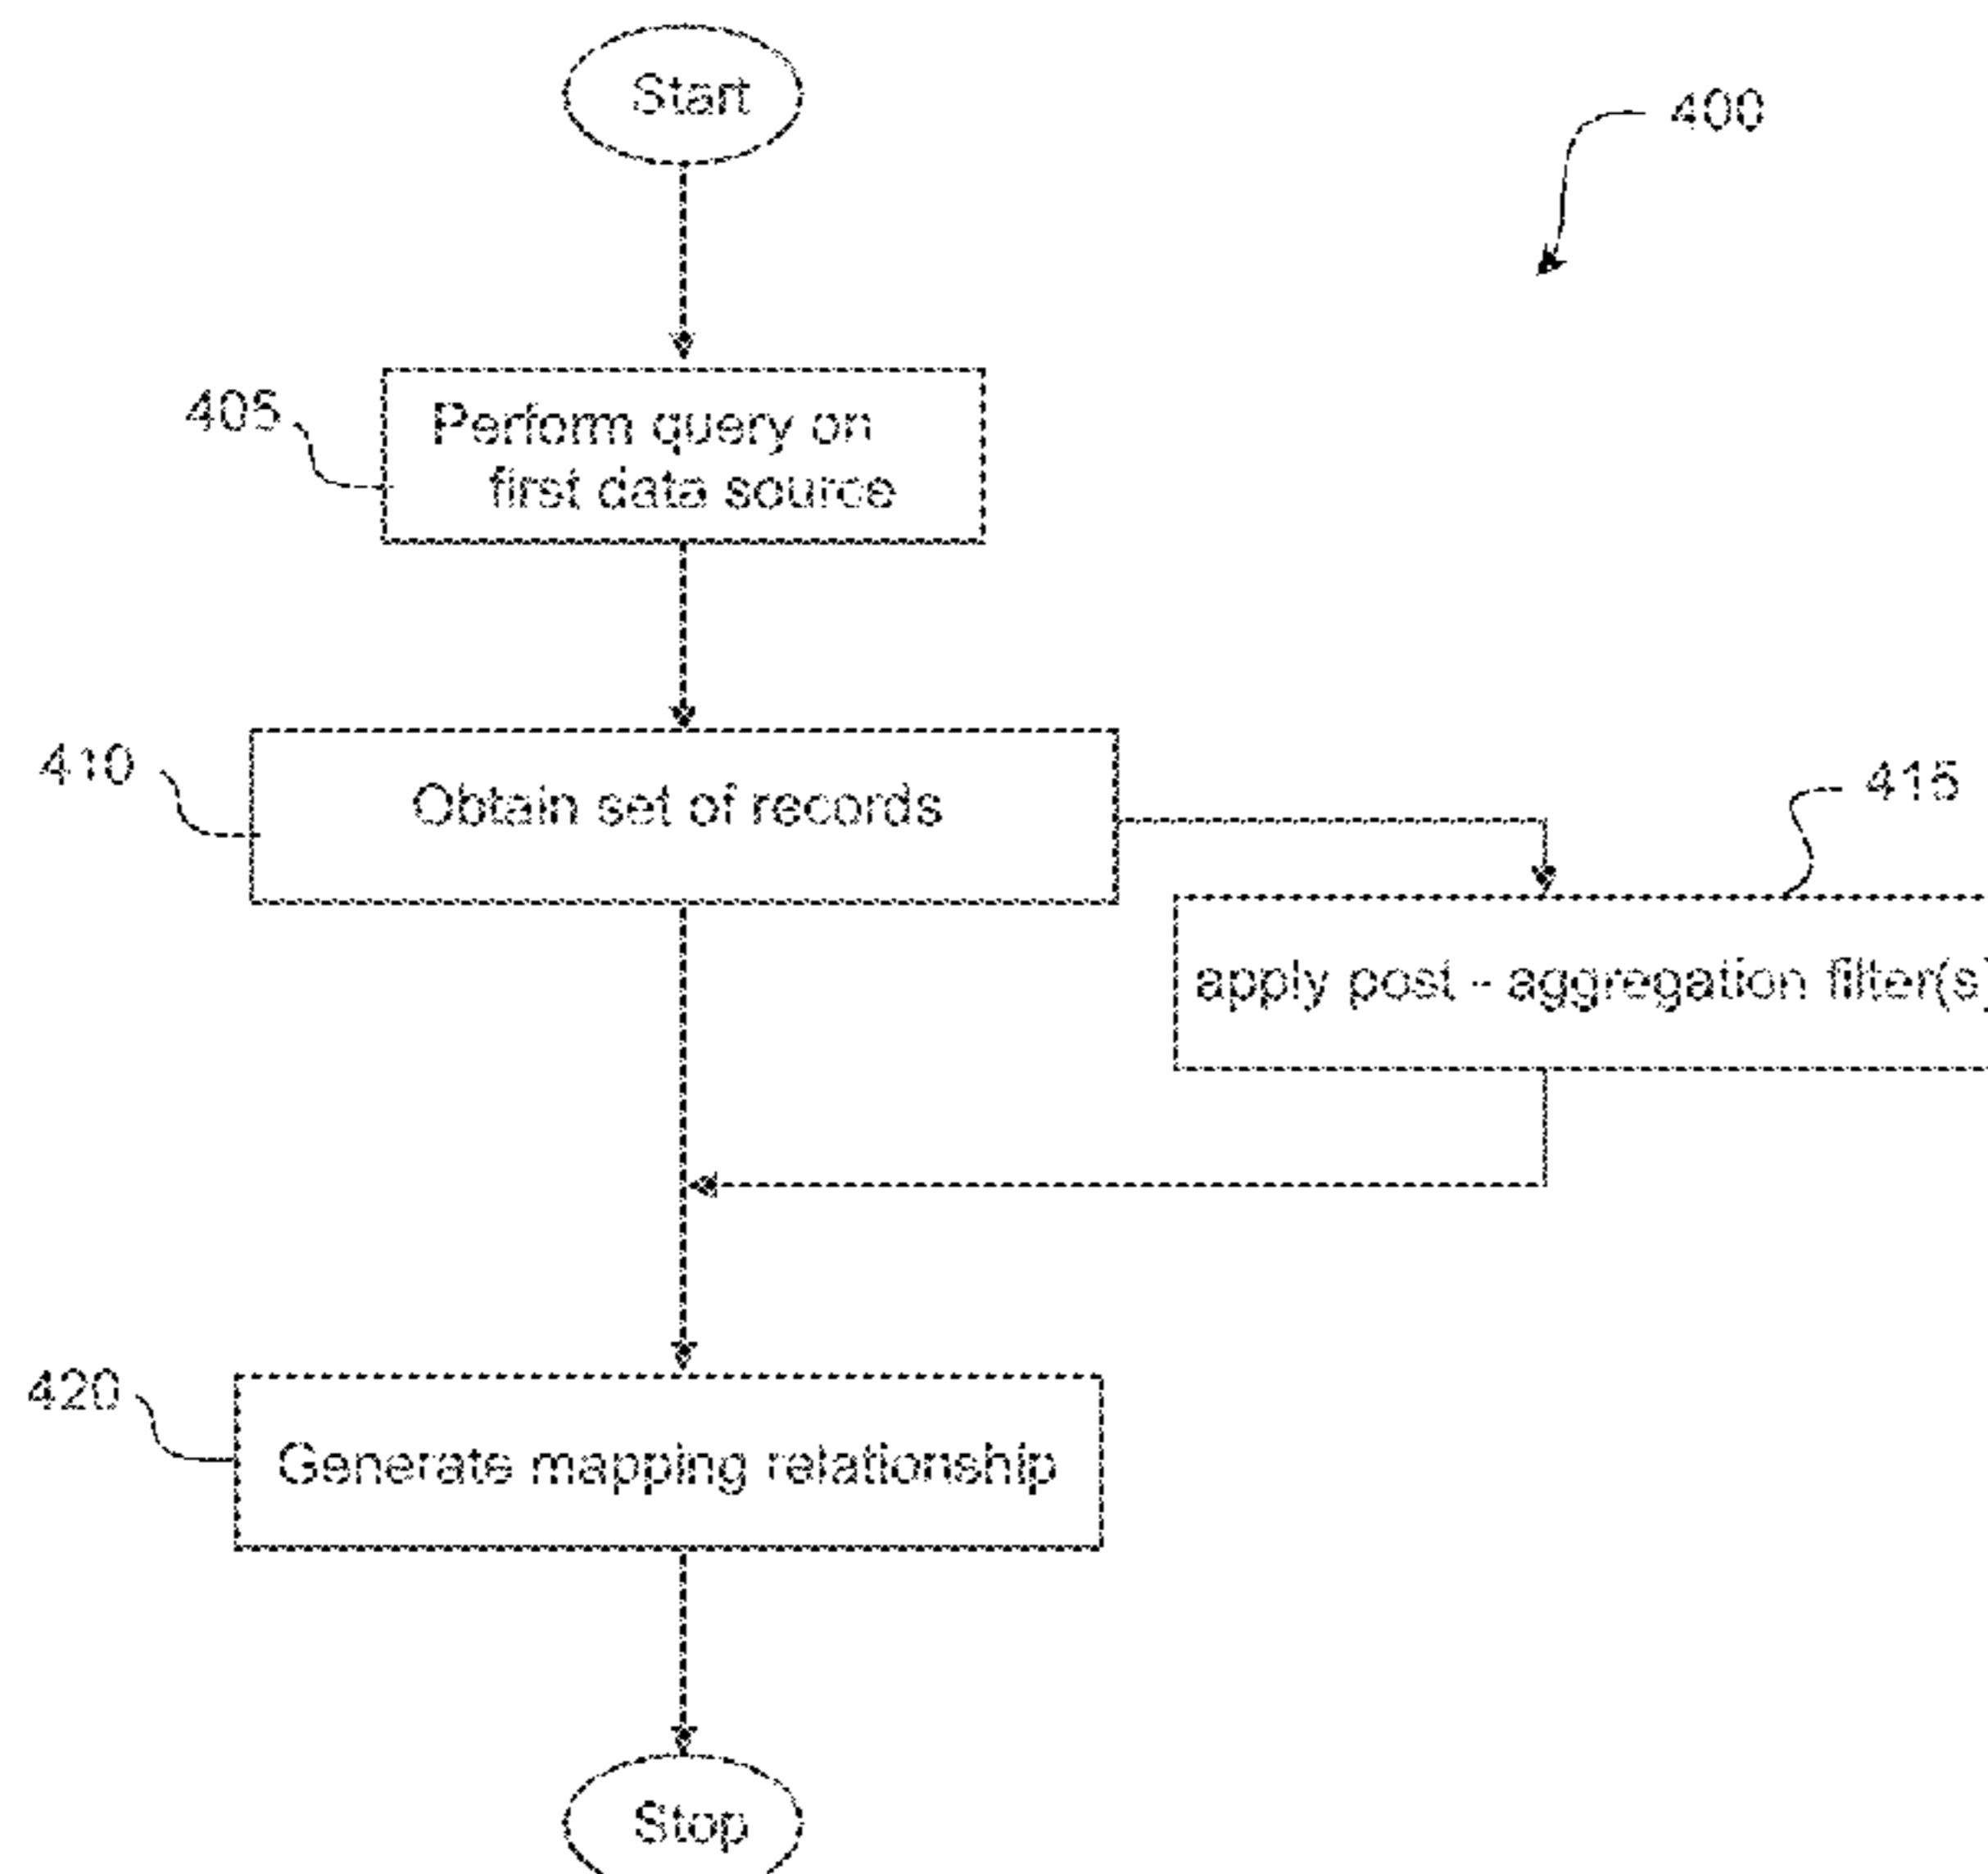 Start
400
405
Perform query on
first data source
410
Obtain set of records
415
apply post - aggregation filter(s)
420
Generate mapping relationship
Stop